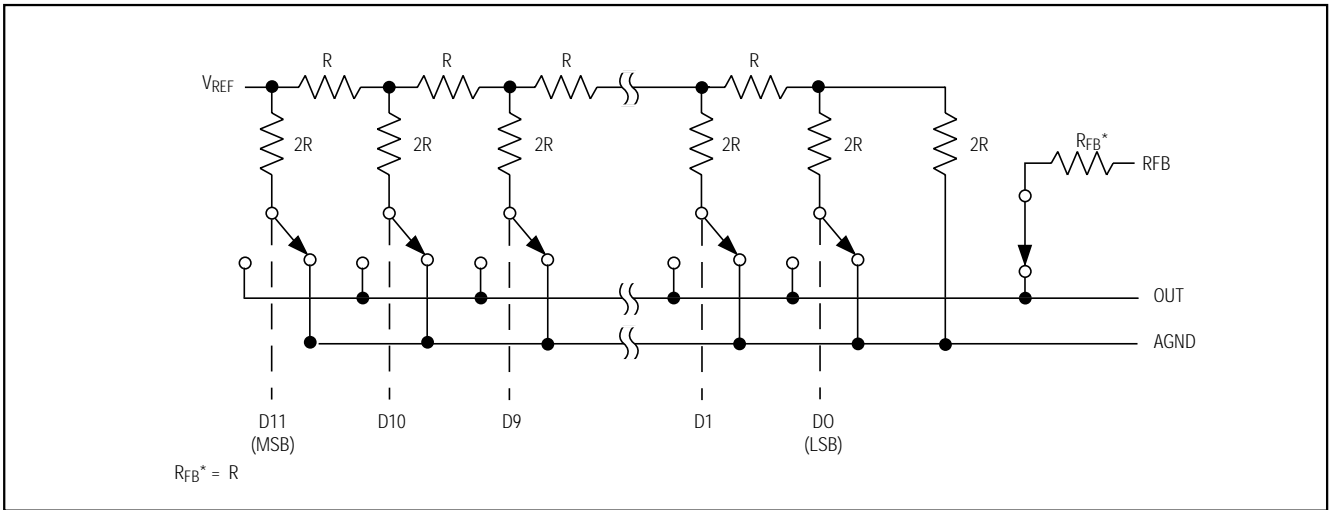 R R R R
VREF
2R 2R 2R 2R 2R 2R
RFB*
RFB
OUT
AGND
D11 D10 D9 D1 D0
(MSB) (LSB)
RFB* = R